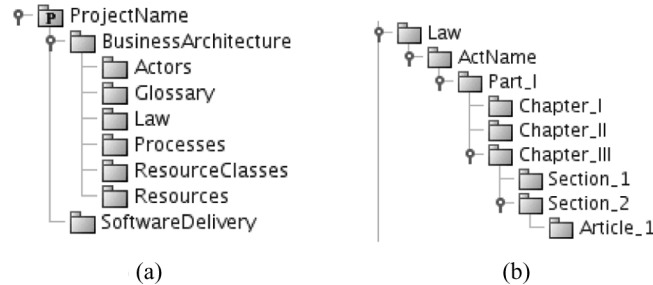 P ProjectName
BusinessArchitecture
Actors
Glossary
Law
Processes
ResourceClasses
Resources
SoftwareDelivery
(a)
Law
ActName
Part_I
Chapter_I
Chapter_II
Chapter_III
Section_1
Section_2
Article_1
(b)